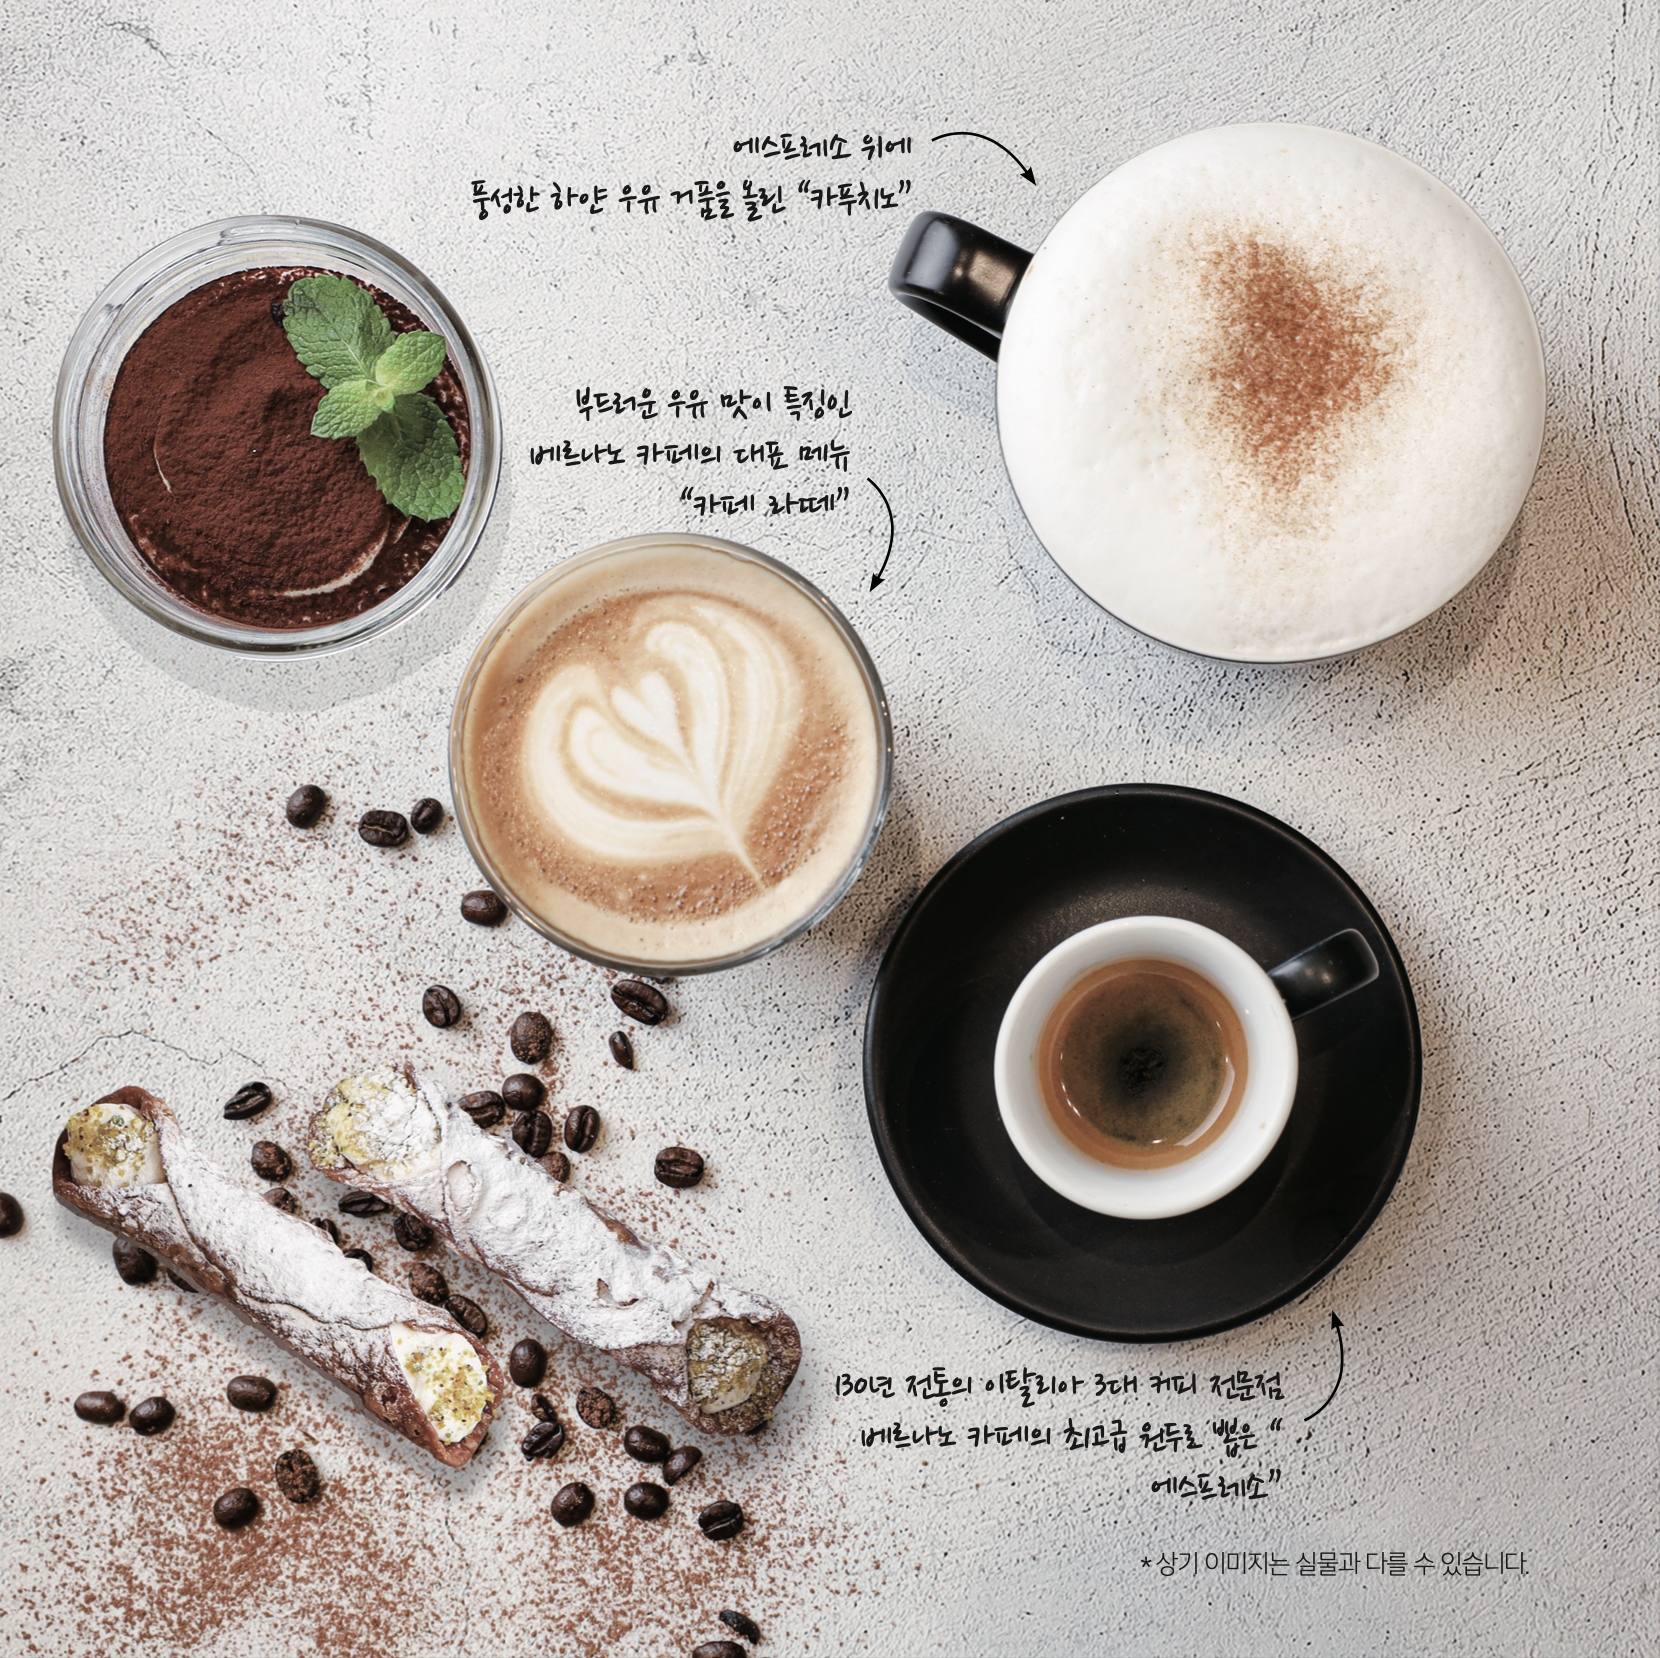 에스프레소 위에
풍성한 하얀 우유 거품을 올린 “카푸치노”
부드러운 우유 맛이 특징인
베르나노 카페의 대표 메뉴
“카페 라떼”
130년 전통의 이탈리아 3대 커피 전문점
베르나노 카페의 최고급 원두로 뽑은 “
에스프레소”
* 상기 이미지는 실물과 다를 수 있습니다.